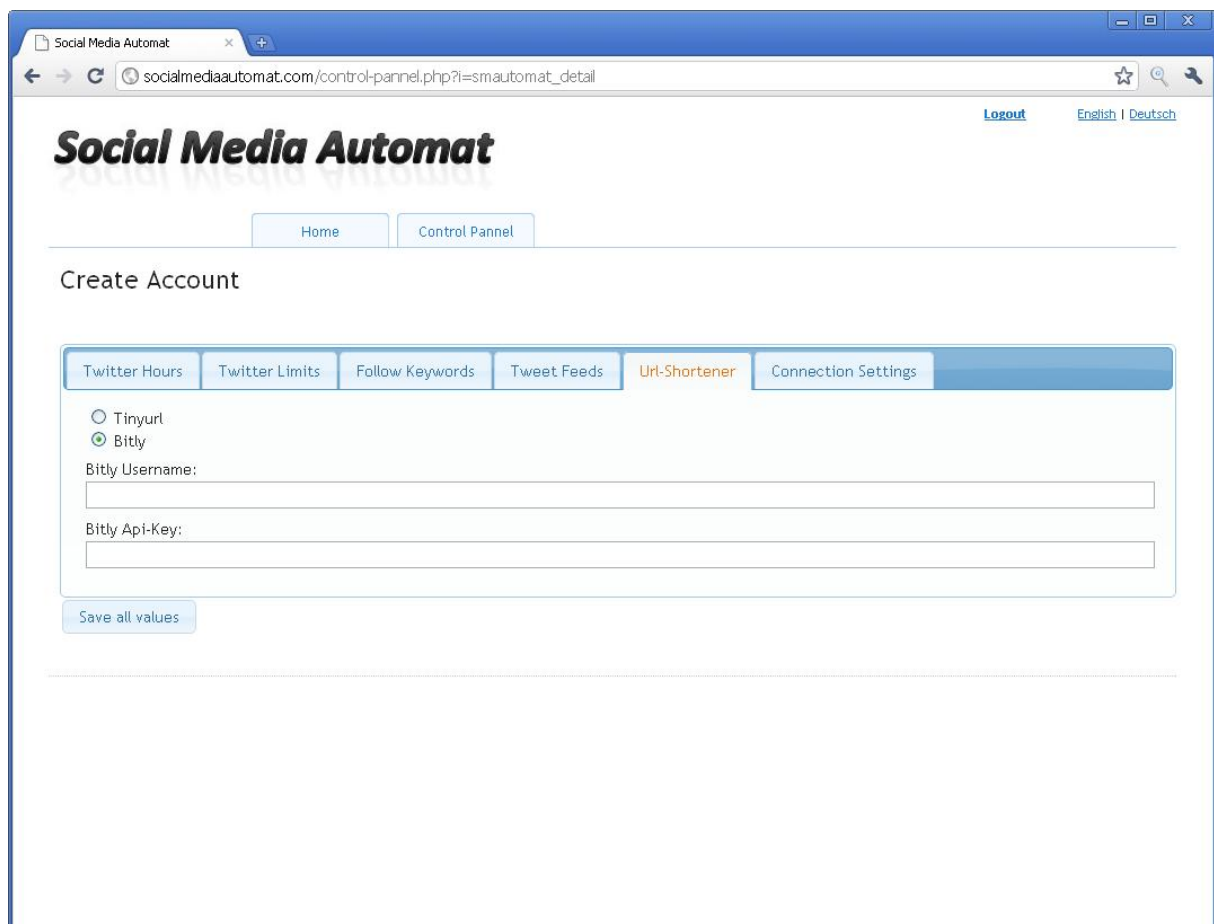 Social Media Automat
socialmediaautomat.com/control-pannel.php?i=smautomat_detail
Logout English | Deutsch
Social Media Automat
Home Control Pannel
Create Account
Twitter Hours Twitter Limits Follow Keywords Tweet Feeds Url-Shortener Connection Settings
Tinyurl
Bitly
Bitly Username:
Bitly Api-Key:
Save all values